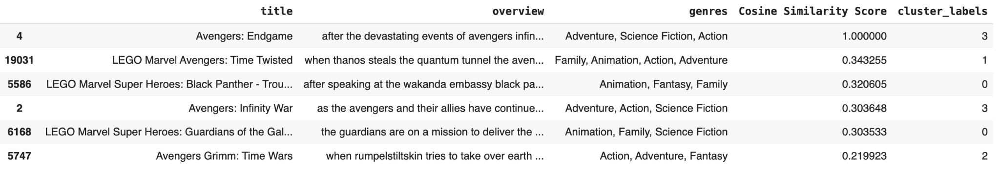 title overview genres Cosine Similarity Score cluster_labels
4 Avengers: Endgame after the devastating events of avengers infin... Adventure, Science Fiction, Action 1.000000 3
19031 LEGO Marvel Avengers: Time Twisted when thanos steals the quantum tunnel the aven... Family, Animation, Action, Adventure 0.343255 1
5586 LEGO Marvel Super Heroes: Black Panther - Trou... after speaking at the wakanda embassy black pa... Animation, Fantasy, Family 0.320605 0
2 Avengers: Infinity War as the avengers and their allies have continue... Adventure, Action, Science Fiction 0.303648 3
6168 LEGO Marvel Super Heroes: Guardians of the Gal... the guardians are on a mission to deliver the ... Animation, Family, Science Fiction 0.303533 0
5747 Avengers Grimm: Time Wars when rumpelstiltskin tries to take over earth ... Action, Adventure, Fantasy 0.219923 2